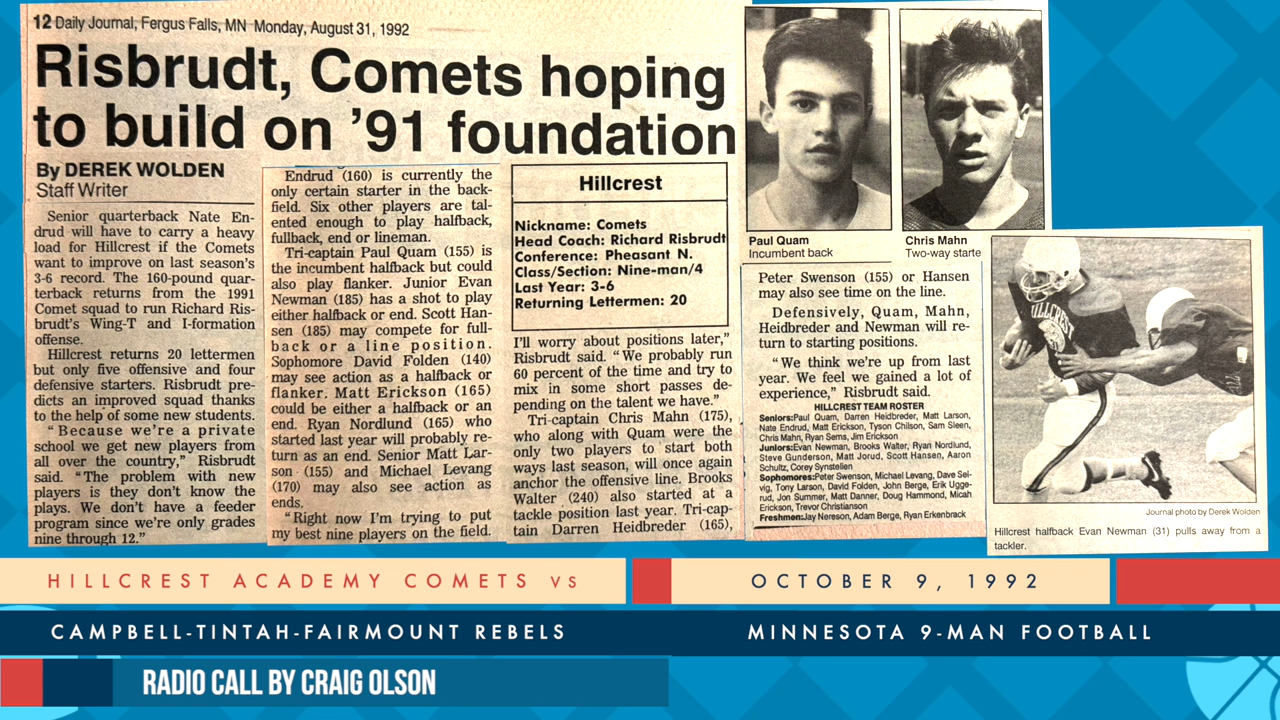 12 Daily Journal, Fergus Falls, MN Monday, August 31, 1992
Risbrudt, Comets hoping
to build on '91 foundation
By DEREK WOLDEN
Staff Writer
Senior quarterback Nate En-
drud will have to carry a heavy
load for Hillcrest if the Comets
want to improve on last season's
3-6 record. The 160-pound quar-
terback returns from the 1991
Comet squad to run Richard Ris-
brudt's Wing-T and I-formation
offense.
Hillcrest returns 20 lettermen
but only five offensive and four
defensive starters. Risbrudt pre-
dicts an improved squad thanks
to the help of some new students.
"Because we're a private
school we get new players from
all over the country," Risbrudt
said. "The problem with new
players is they don't know the
plays. We don't have a feeder
program since we're only grades
nine through 12."
Endrud (160) is currently the
only certain starter in the back-
field. Six other players are tal-
ented enough to play halfback,
fullback, end or lineman.
Tri-captain Paul Quam (155) is
the incumbent halfback but could
also play flanker. Junior Evan
Newman (185) has a shot to play
either halfback or end. Scott Han-
sen (185) may compete for full-
back or a line position.
Sophomore David Folden (140)
may see action as a halfback or
flanker. Matt Erickson (165)
could be either a halfback or an
end. Ryan Nordlund (165) who
started last year will probably re-
turn as an end. Senior Matt Lar-
son (155) and Michael Levang
(170) may also see action as
ends.
"Right now I'm trying to put
my best nine players on the field.
Hillcrest
Nickname: Comets
Head Coach: Richard Risbrudt
Conference: Pheasant N.
Class/Section: Nine-man/4
Last Year: 3-6
Returning Lettermen: 20
I'll worry about positions later,"
Risbrudt said. "We probably run
60 percent of the time and try to
mix in some short passes de-
pending on the talent we have."
Tri-captain Chris Mahn (175),
who along with Quam were the
only two players to start both
ways last season, will once again
anchor the offensive line. Brooks
Walter (240) also started at a
tackle position last year. Tri-cap-
tain Darren Heidbreder (165),
Paul Quam
Incumbent back
Chris Mahn
Two-way starte
Peter Swenson (155) or Hansen
may also see time on the line.
Defensively, Quam, Mahn,
Heidbreder and Newman will re-
turn to starting positions.
"We think we're up from last
year. We feel we gained a lot of
experience," Risbrudt said.
HILLCREST TEAM ROSTER
Seniors:Paul Quam, Darren Heidbreder, Matt Larson,
Nate Endrud, Matt Erickson, Tyson Chilson, Sam Sleen,
Chris Mahn, Ryan Sems, Jim Erickson
Juniors:Evan Newman, Brooks Walter, Ryan Nordlund,
Steve Gunderson, Matt Jorud, Scott Hansen, Aaron
Schultz, Corey Synstelien
Sophomores:Peter Swenson, Michael Levang, Dave Sel-
vig, Tony Larson, David Folden, John Berge, Erik Ugge-
rud, Jon Summer, Matt Danner, Doug Hammond, Micah
Erickson, Trevor Christianson
Freshmen:Jay Nereson, Adam Berge, Ryan Erkenbrack
HILLCREST
Journal photo by Derek Wolden
Hillcrest halfback Evan Newman (31) pulls away from a
tackler.
HILLCREST ACADEMY COMETS VS
OCTOBER 9, 1992
CAMPBELL-TINTAH-FAIRMOUNT REBELS
MINNESOTA 9-MAN FOOTBALL
RADIO CALL BY CRAIG OLSON